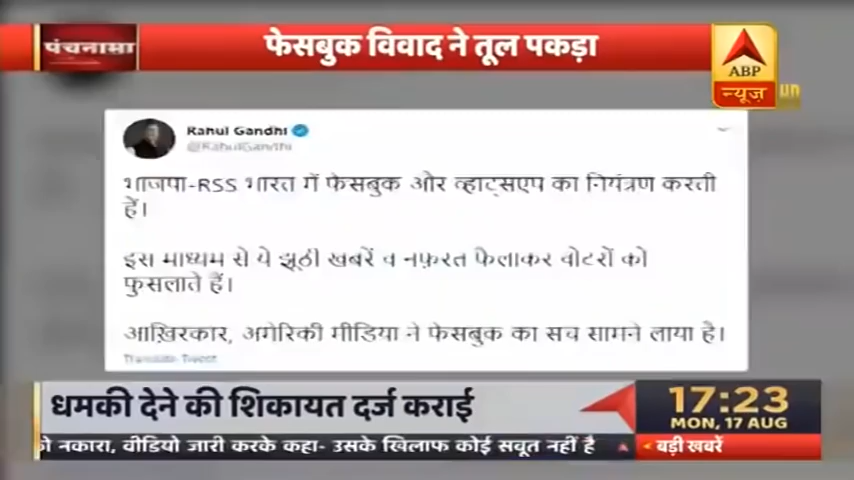 पंचनामा
फेसबुक विवाद ने तूल पकड़ा
ABP
न्यूज़
Rahul Gandhi
@RahulGandhi
भाजपा-RSS भारत में फेसबुक और व्हाट्सएप का नियंत्रण करती
हैं।
इस माध्यम से ये झूठी खबरें व नफ़रत फैलाकर वोटरों को
फुसलाते हैं।
आख़िरकार, अमेरिकी मीडिया ने फेसबुक का सच सामने लाया है।
Translate Tweet
धमकी देने की शिकायत दर्ज कराई
17:23
MON, 17 AUG
नकारा, वीडियो जारी करके कहा- उसके खिलाफ कोई सबूत नहीं है
बड़ी खबरें